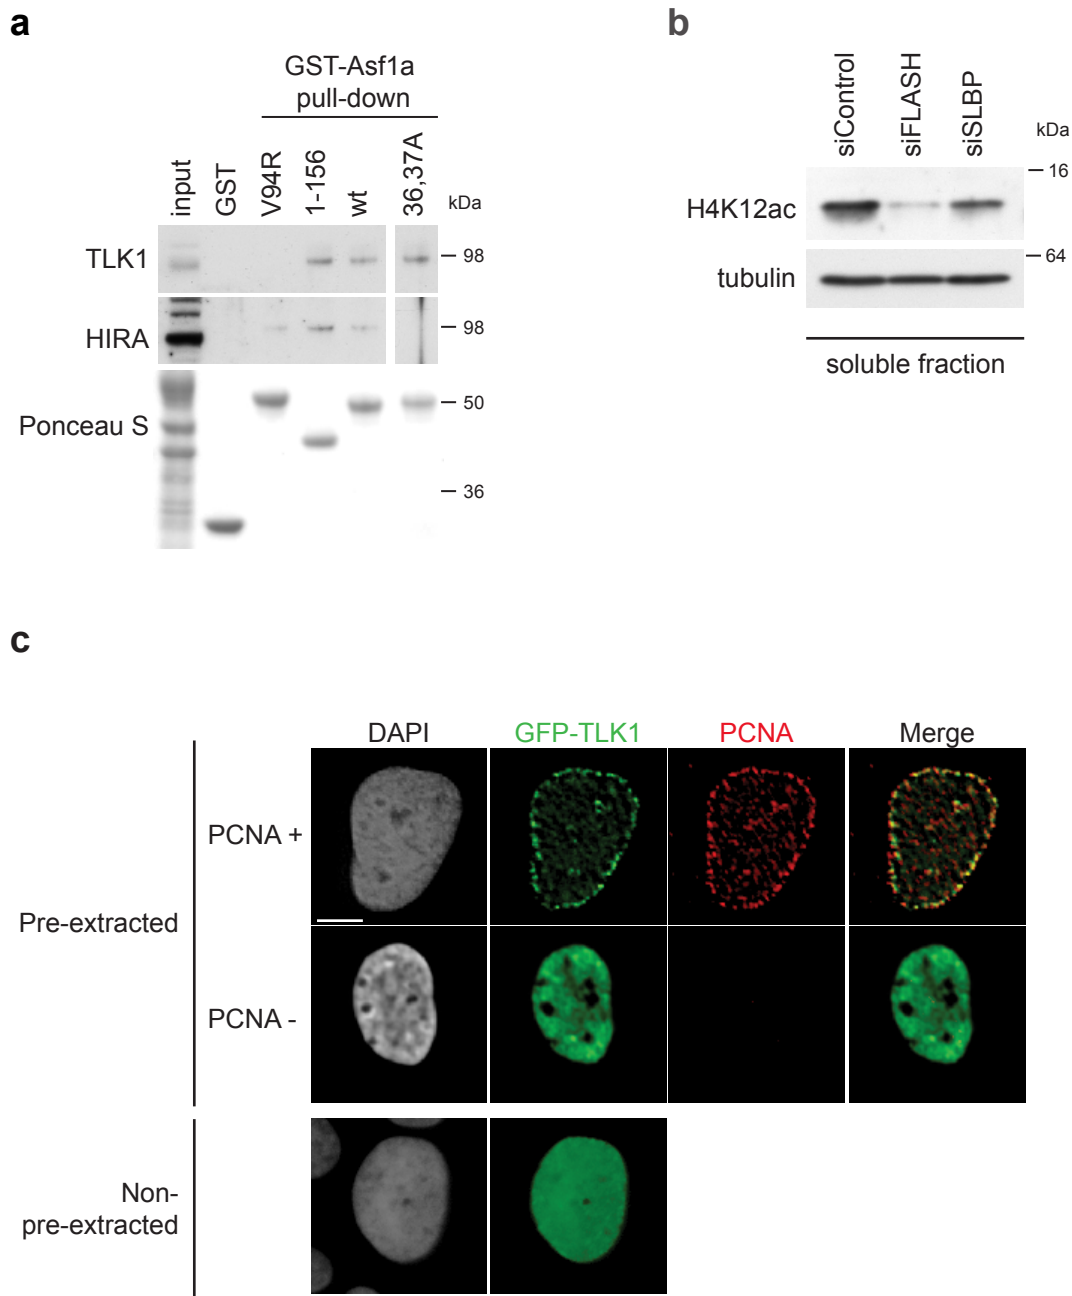 a
GST-Asf1a
pull-down
input
GST
V94R
1-156
wt
36,37A
kDa
TLK1
98
HIRA
98
Ponceau S
50
36
b
siControl
siFLASH
siSLBP
kDa
16
H4K12ac
64
tubulin
soluble fraction
c
DAPI
GFP-TLK1
PCNA
Merge
PCNA +
Pre-extracted
PCNA -
Non-
pre-extracted